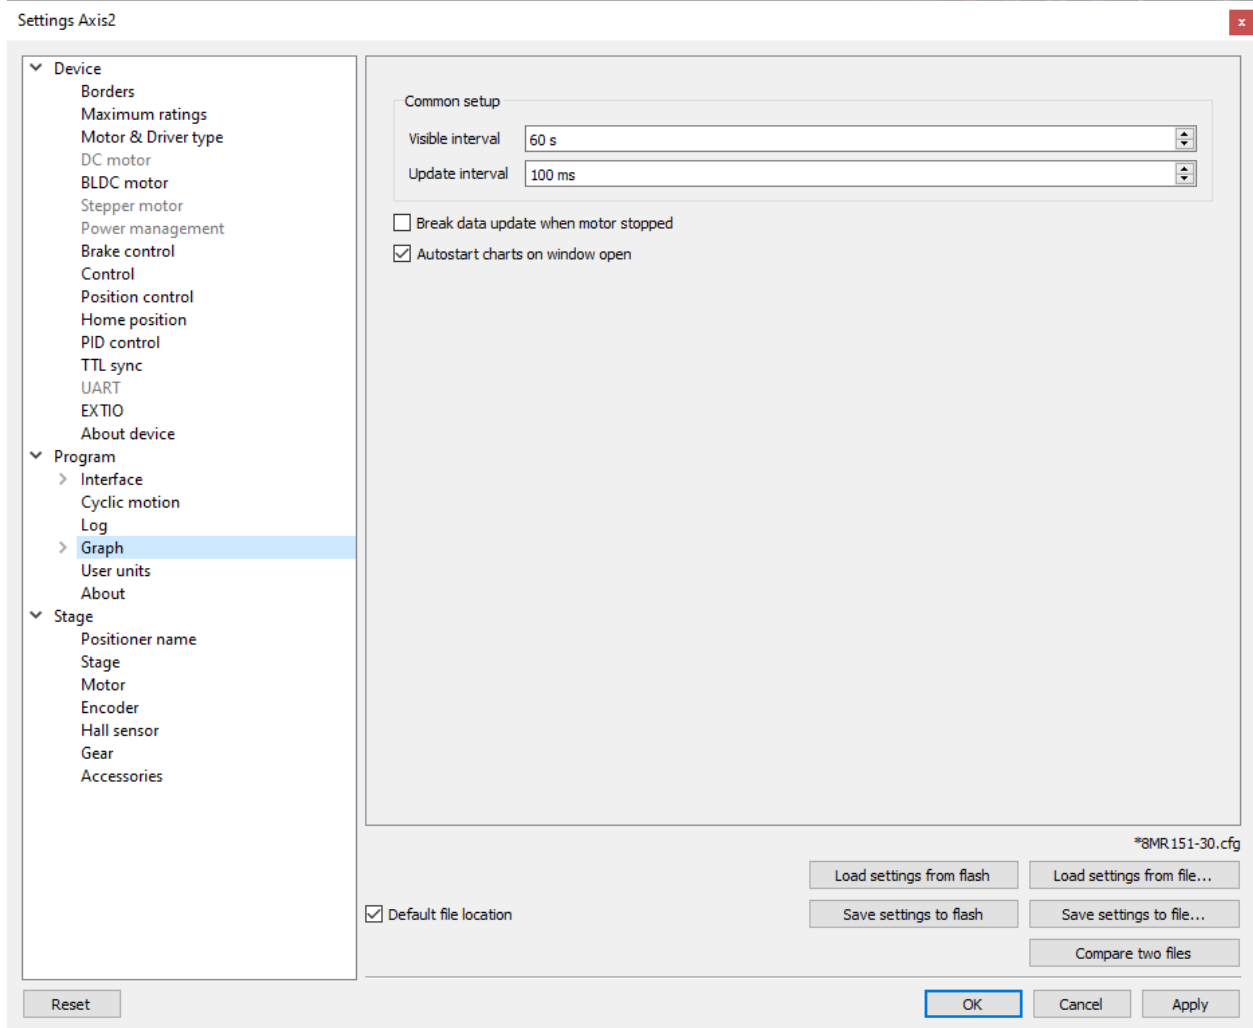 Settings Axis2
x
Device
Borders
Maximum ratings
Motor & Driver type
DC motor
BLDC motor
Stepper motor
Power management
Brake control
Control
Position control
Home position
PID control
TTL sync
UART
EXTIO
About device
Program
Interface
Cyclic motion
Log
Graph
User units
About
Stage
Positioner name
Stage
Motor
Encoder
Hall sensor
Gear
Accessories
Common setup
Visible interval 60 s
Update interval 100 ms
Break data update when motor stopped
Autostart charts on window open
*8MR151-30.cfg
Load settings from flash Load settings from file...
Default file location Save settings to flash Save settings to file...
Compare two files
Reset OK Cancel Apply